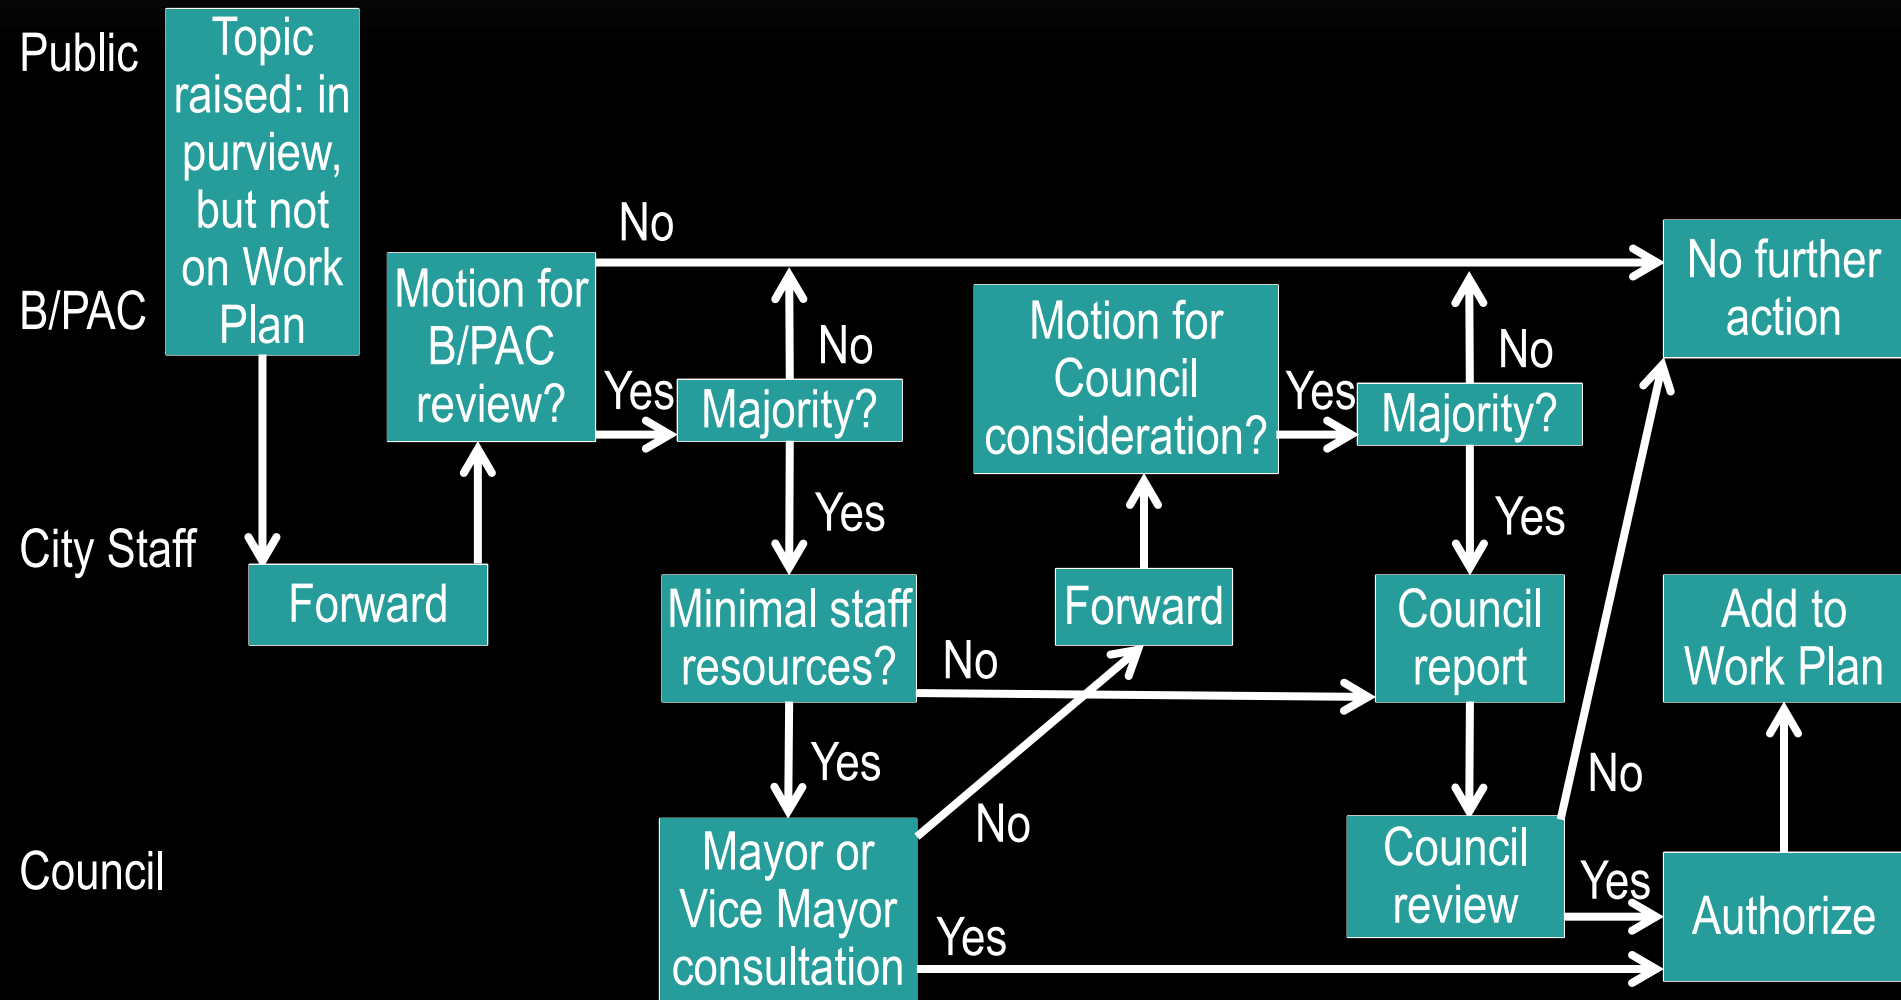 Public
Topic
raised: in
purview,
but not
on Work
Plan
No
B/PAC
Motion for
B/PAC
review?
Yes
No
Majority?
Motion for
Council
consideration?
Yes
No
Majority?
No further
action
City Staff
Forward
Yes
Minimal staff
resources?
No
Forward
Yes
Council
report
Add to
Work Plan
Yes
No
No
Council
Mayor or
Vice Mayor
consultation
Yes
Council
review
Yes
Authorize